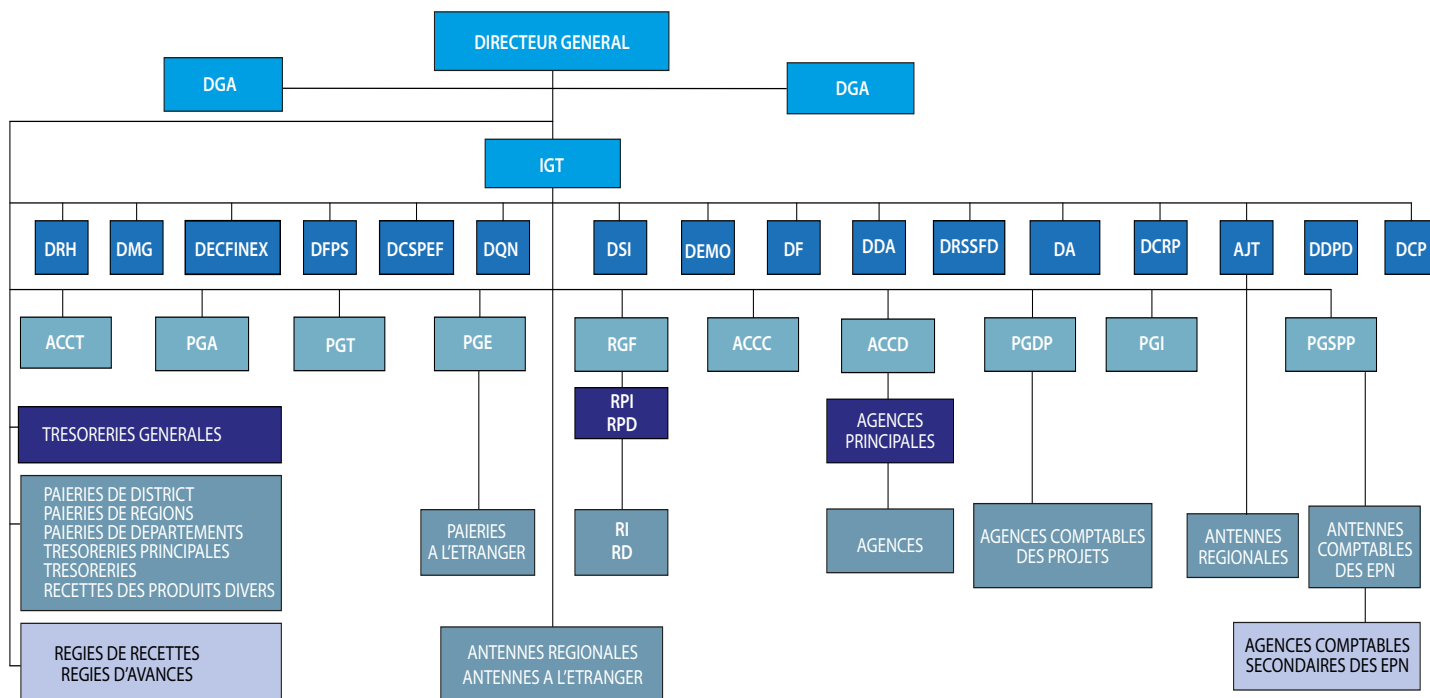 DIRECTEUR GENERAL
DGA
DGA
IGT
DRH
DMG
DECFINEX
DFPS
DCSPEF
DQN
DSI
DEMO
DF
DDA
DRSSFD
DA
DCRP
AJT
DDPD
DCP
ACCT
PGA
PGT
PGE
RGF
ACCC
ACCD
PGDP
PGI
PGSPP
RPI
RPD
TRESORERIES GENERALES
AGENCES
PRINCIPALES
PAIERIES DE DISTRICT
PAIERIES DE REGIONS
PAIERIES DE DEPARTEMENTS
TRESORERIES PRINCIPALES
TRESORERIES
RECETTES DES PRODUITS DIVERS
PAIERIES
A L'ETRANGER
RI
RD
AGENCES
AGENCES COMPTABLES
DES PROJETS
ANTENNES
REGIONALES
ANTENNES
COMPTABLES
DES EPN
REGIES DE RECETTES
REGIES D'AVANCES
ANTENNES REGIONALES
ANTENNES A L'ETRANGER
AGENCES COMPTABLES
SECONDAIRES DES EPN